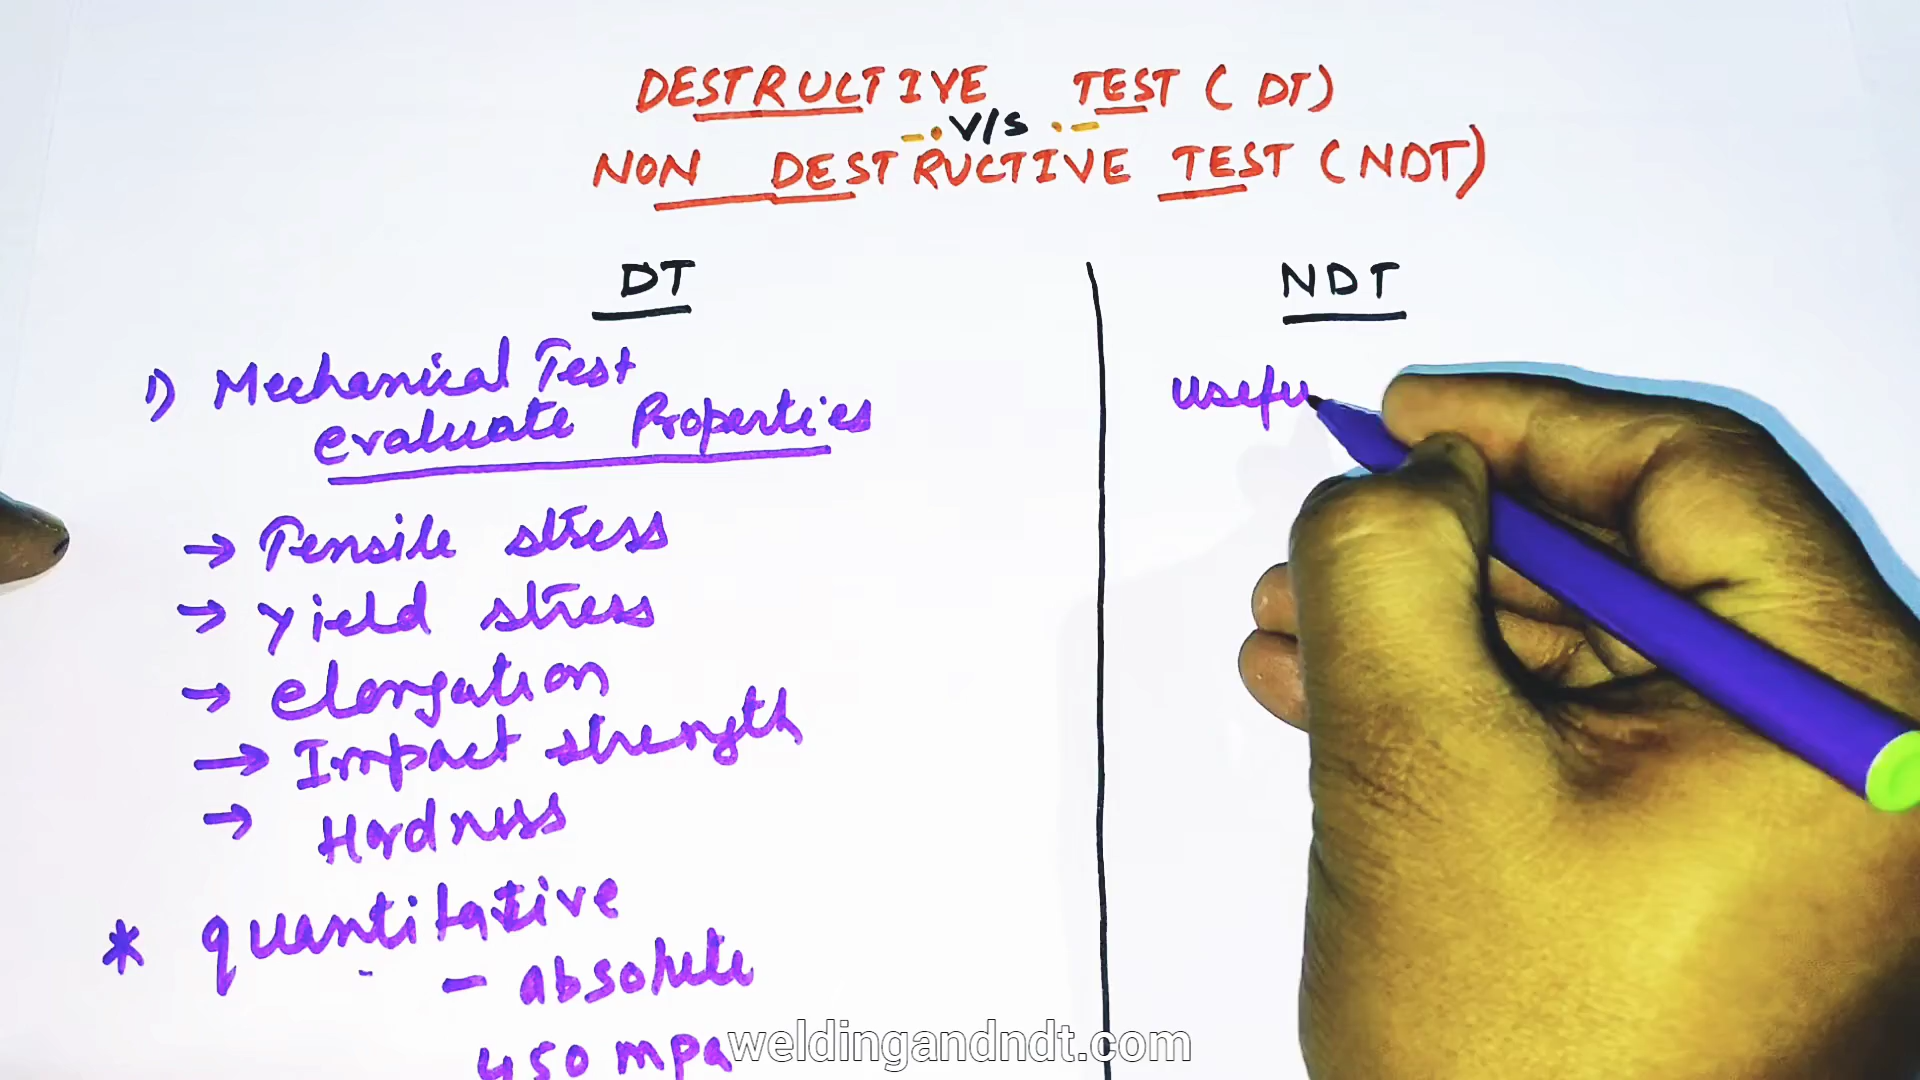 DESTRUCTIVE TEST (DT)
V/S
NON DESTRUCTIVE TEST (NDT)
DT
1) Mechanical Test
evaluate Properties
→ Tensile stress
→ Yield stress
→ elongation
→ Impact strength
→ Hardness
* quantitative
- absolute
450 mpa
NDT
usefu
weldingandndt.com